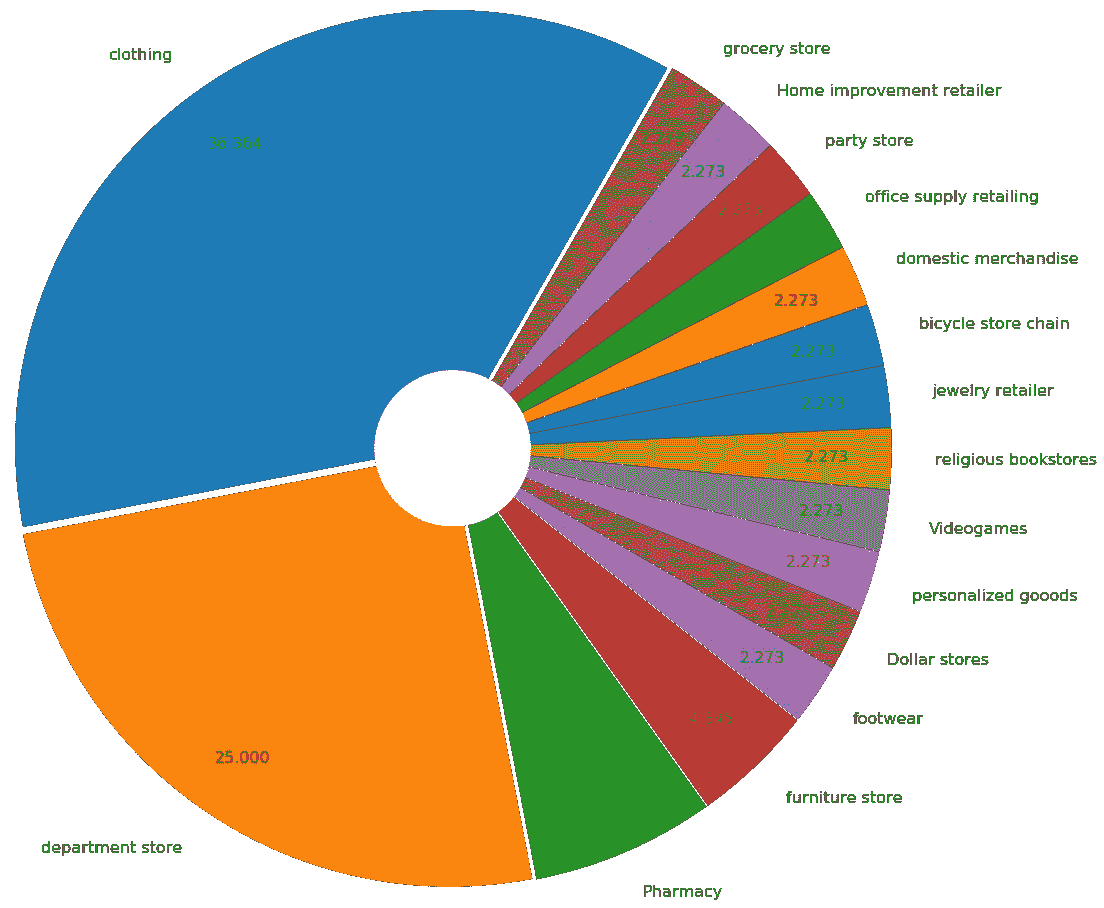 grocery store
clothing
Home improvement retailer
party store
2.273
office supply retailing
domestic merchandise
2.273
bicycle store chain
2.273
jewelry retailer
2.273
religious bookstores
2.273
Videogames
2.273
personalized gooods
2.273
Dollar stores
2.273
footwear
furniture store
25.000
department store
Pharmacy